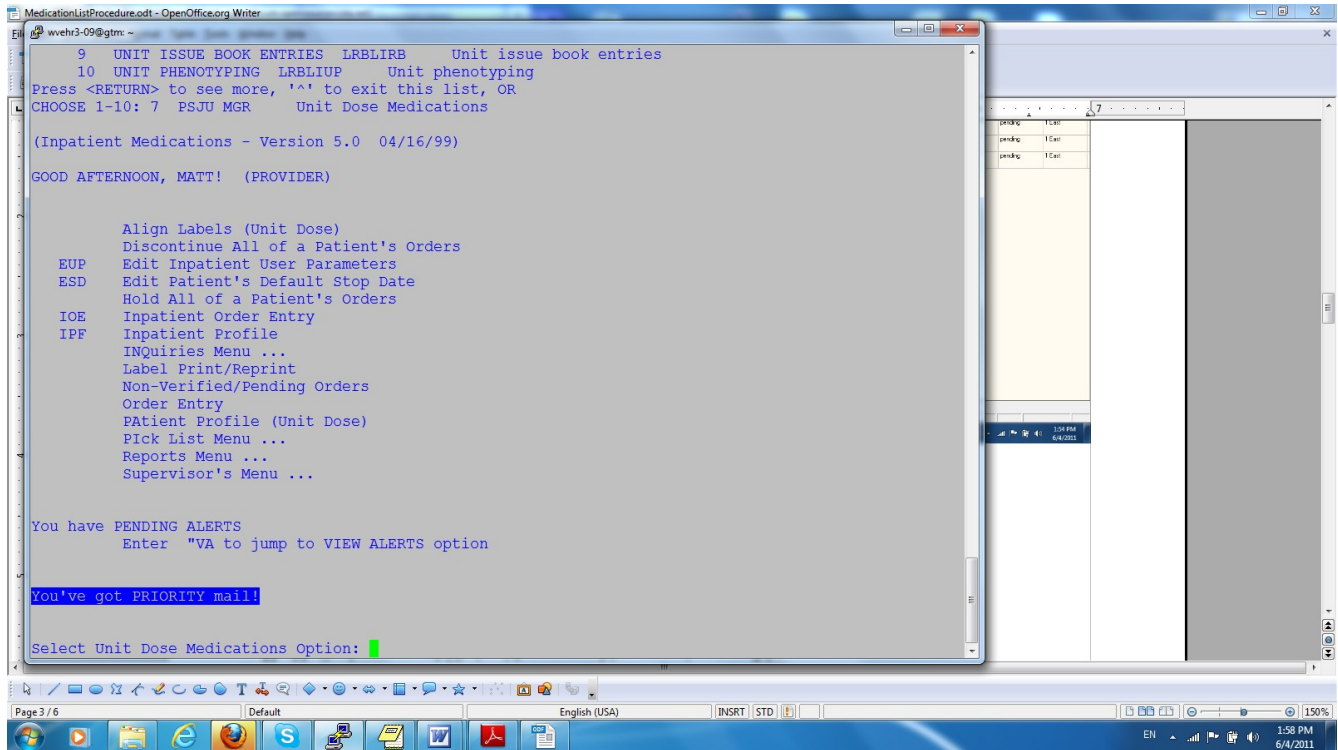 MedicationListProcedure.odt - OpenOffice.org Writer
wvehr3-09@gtm: ~
9 UNIT ISSUE BOOK ENTRIES LRBLIRB Unit issue book entries
10 UNIT PHENOTYPING LRBLIUP Unit phenotyping
Press <RETURN> to see more, '^' to exit this list, OR
CHOOSE 1-10: 7 PSJU MGR Unit Dose Medications
(Inpatient Medications - Version 5.0 04/16/99)
GOOD AFTERNOON, MATT! (PROVIDER)
Align Labels (Unit Dose)
Discontinue All of a Patient's Orders
EUP Edit Inpatient User Parameters
ESD Edit Patient's Default Stop Date
Hold All of a Patient's Orders
IOE Inpatient Order Entry
IPF Inpatient Profile
INQuiries Menu ...
Label Print/Reprint
Non-Verified/Pending Orders
Order Entry
PAtient Profile (Unit Dose)
PIck List Menu ...
Reports Menu ...
Supervisor's Menu ...
You have PENDING ALERTS
Enter "VA to jump to VIEW ALERTS option
You've got PRIORITY mail!
Select Unit Dose Medications Option:
7
pending 1 East
pending 1 East
1:54 PM
6/4/2011
Page 3 / 6 Default English (USA) INSRT STD 150%
EN 1:58 PM
6/4/2011